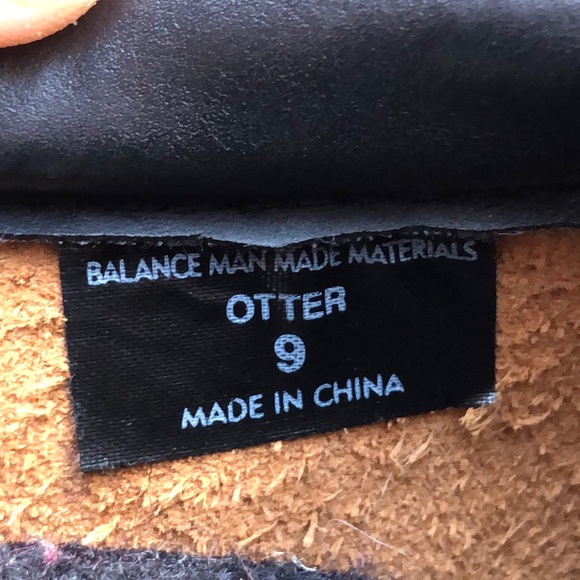 BALANCE MAN MADE MATERIALS
OTTER
9
MADE IN CHINA